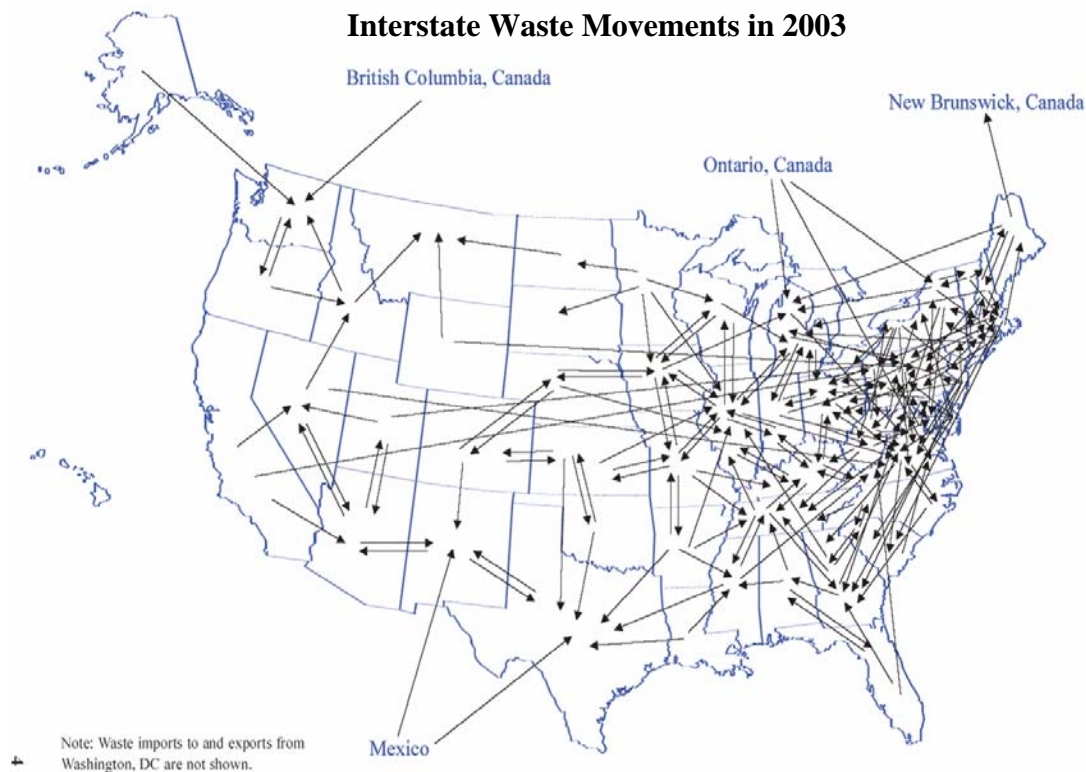 Interstate Waste Movements in 2003
British Columbia, Canada
New Brunswick, Canada
Ontario, Canada
Mexico
Note: Waste imports to and exports from
Washington, DC are not shown.
4